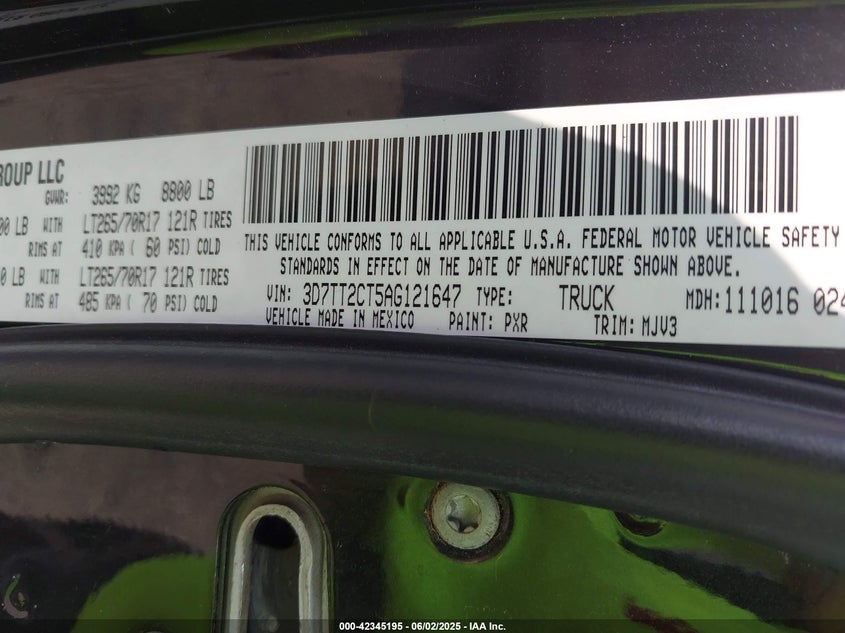 ROUP LLC
GVWR: 3992 KG 8800 LB
00 LB WITH LT265/70R17 121R TIRES
RIMS AT 410 KPA ( 60 PSI) COLD
0 LB WITH LT265/70R17 121R TIRES
RIMS AT 485 KPA ( 70 PSI) COLD
THIS VEHICLE CONFORMS TO ALL APPLICABLE U.S.A. FEDERAL MOTOR VEHICLE SAFETY
STANDARDS IN EFFECT ON THE DATE OF MANUFACTURE SHOWN ABOVE.
VIN: 3D7TT2CT5AG121647 TYPE: TRUCK MDH:111016 024
VEHICLE MADE IN MEXICO PAINT: PXR TRIM: MJV3
000-42345195 - 06/02/2025 - IAA Inc.